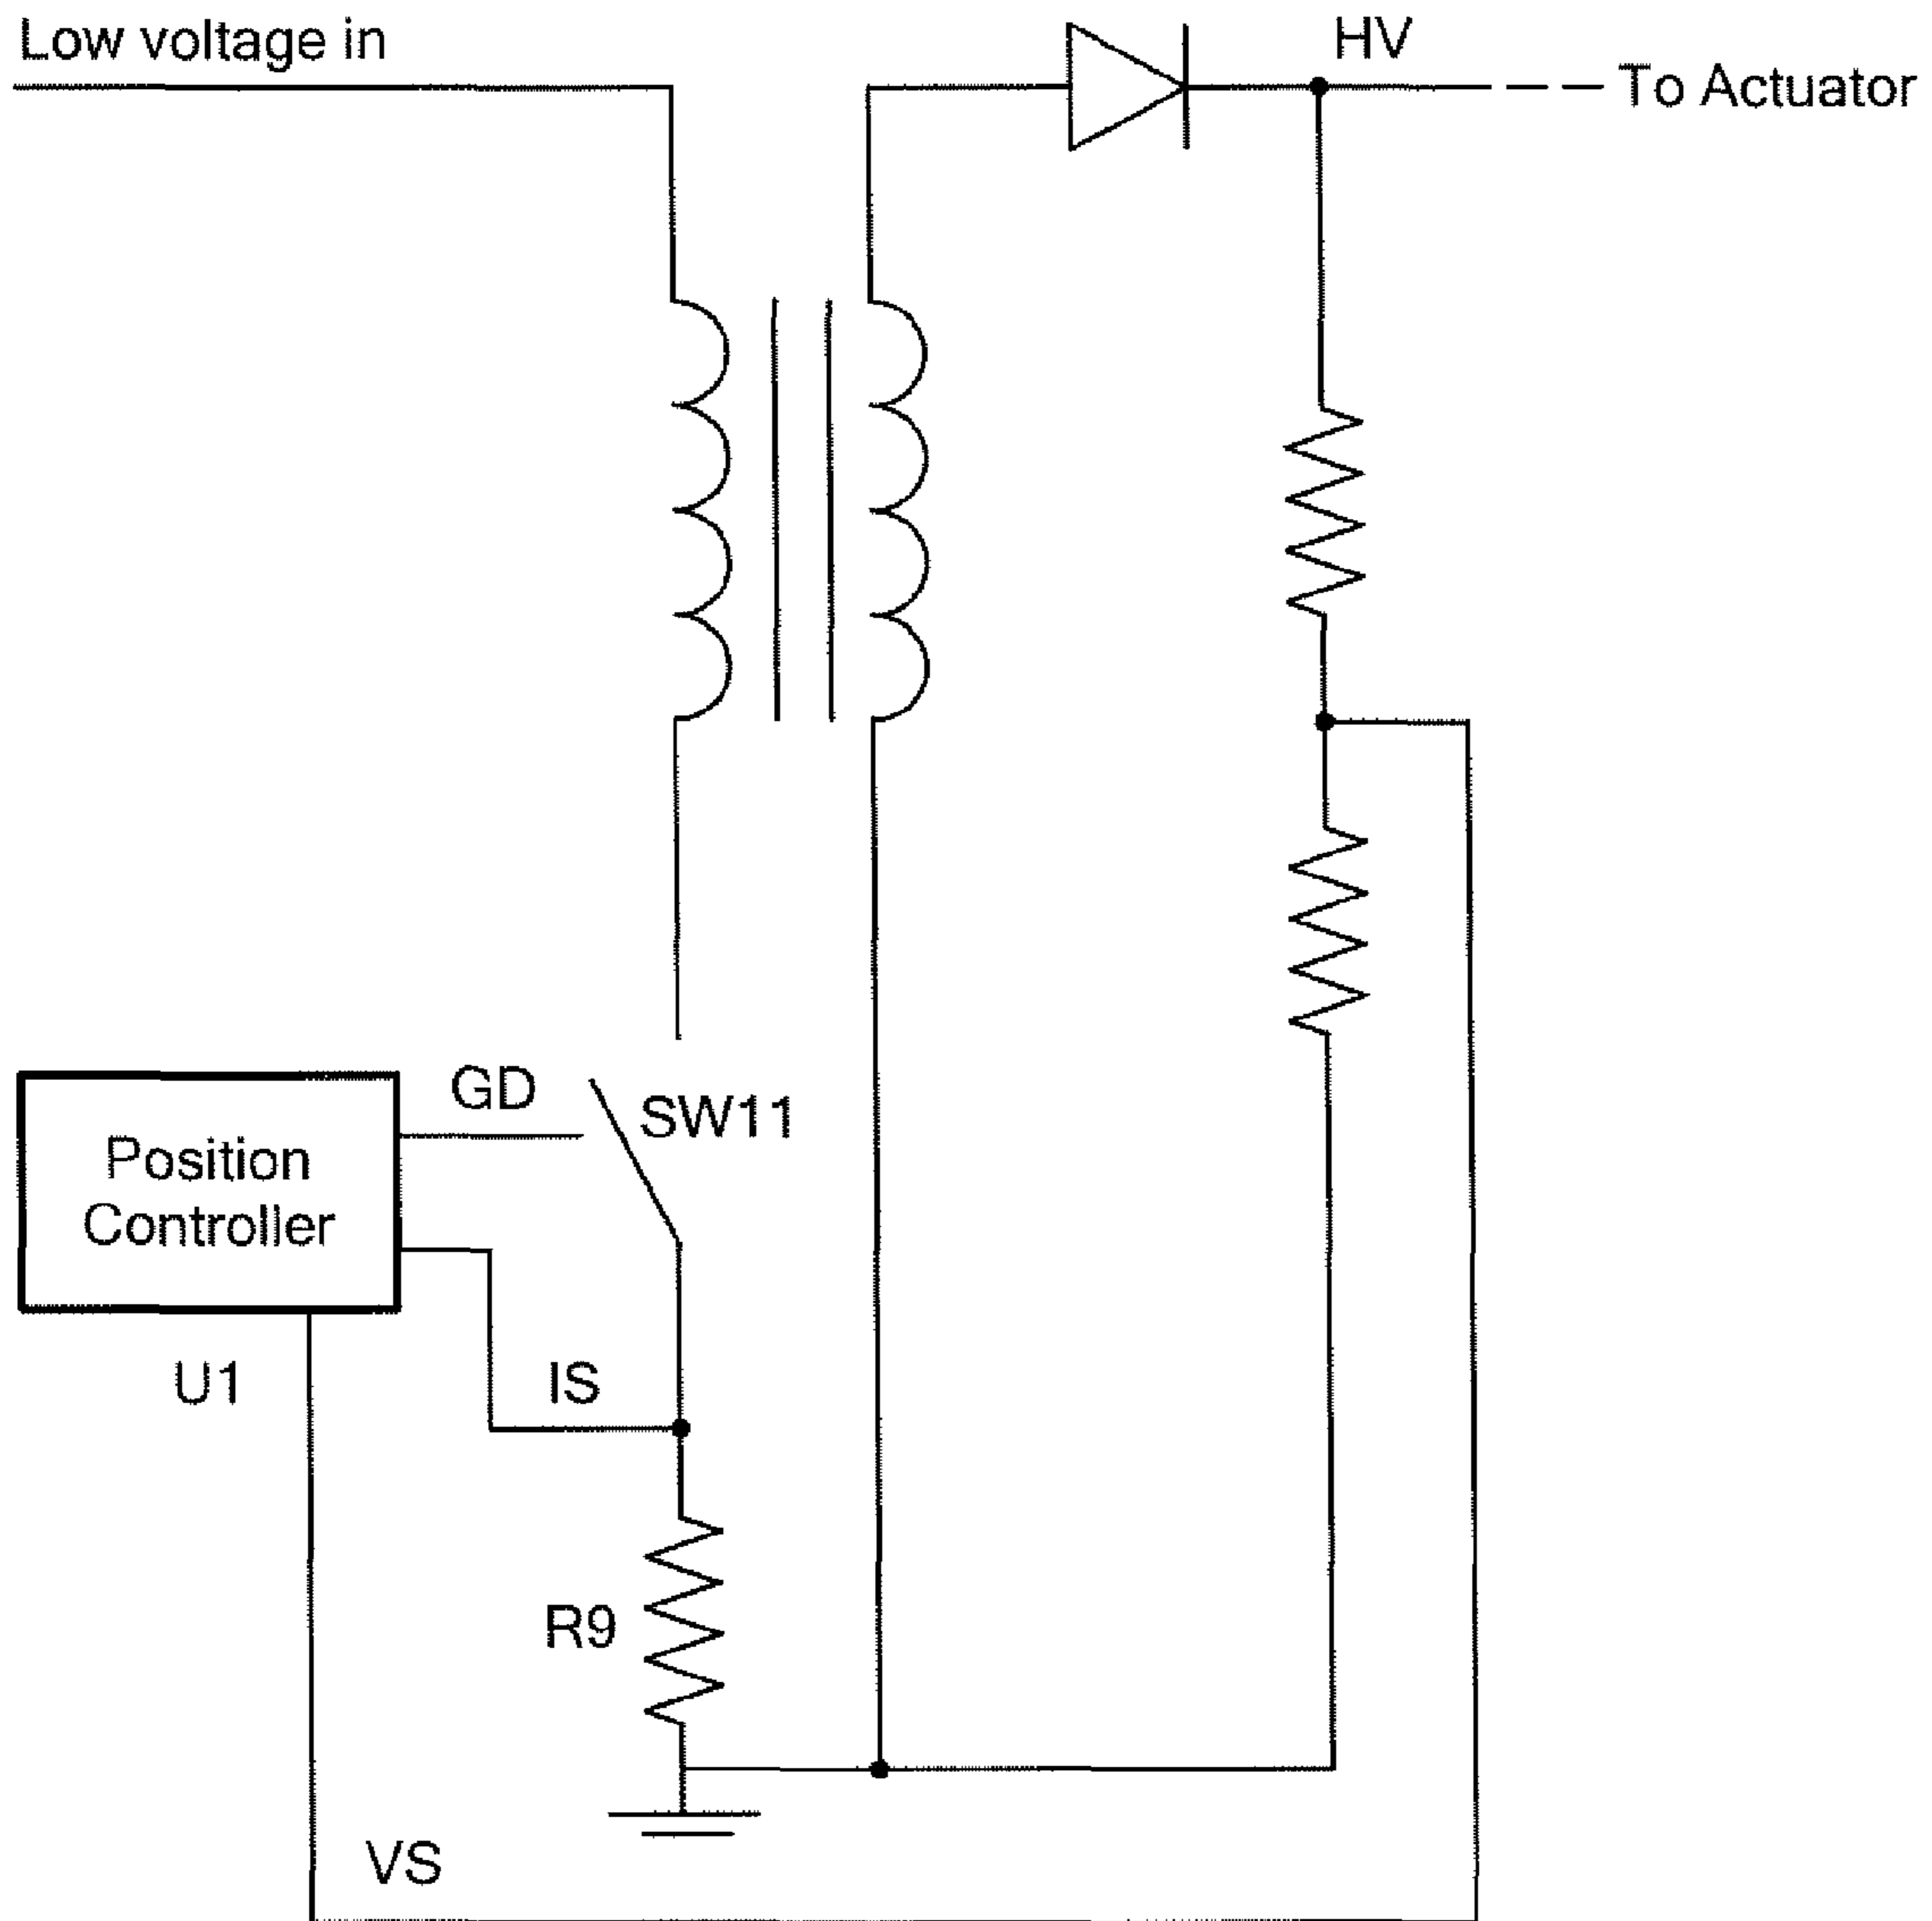 Low voltage in
HV
To Actuator
GD
SW11
Position
Controller
U1
IS
R9
VS